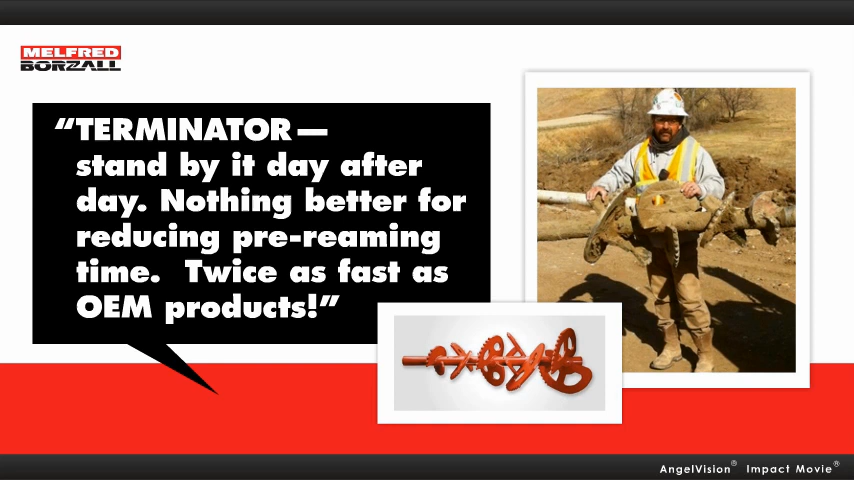 MELFRED
BORZALL
“TERMINATOR—
stand by it day after
day. Nothing better for
reducing pre-reaming
time. Twice as fast as
OEM products!”
AngelVision® Impact Movie®